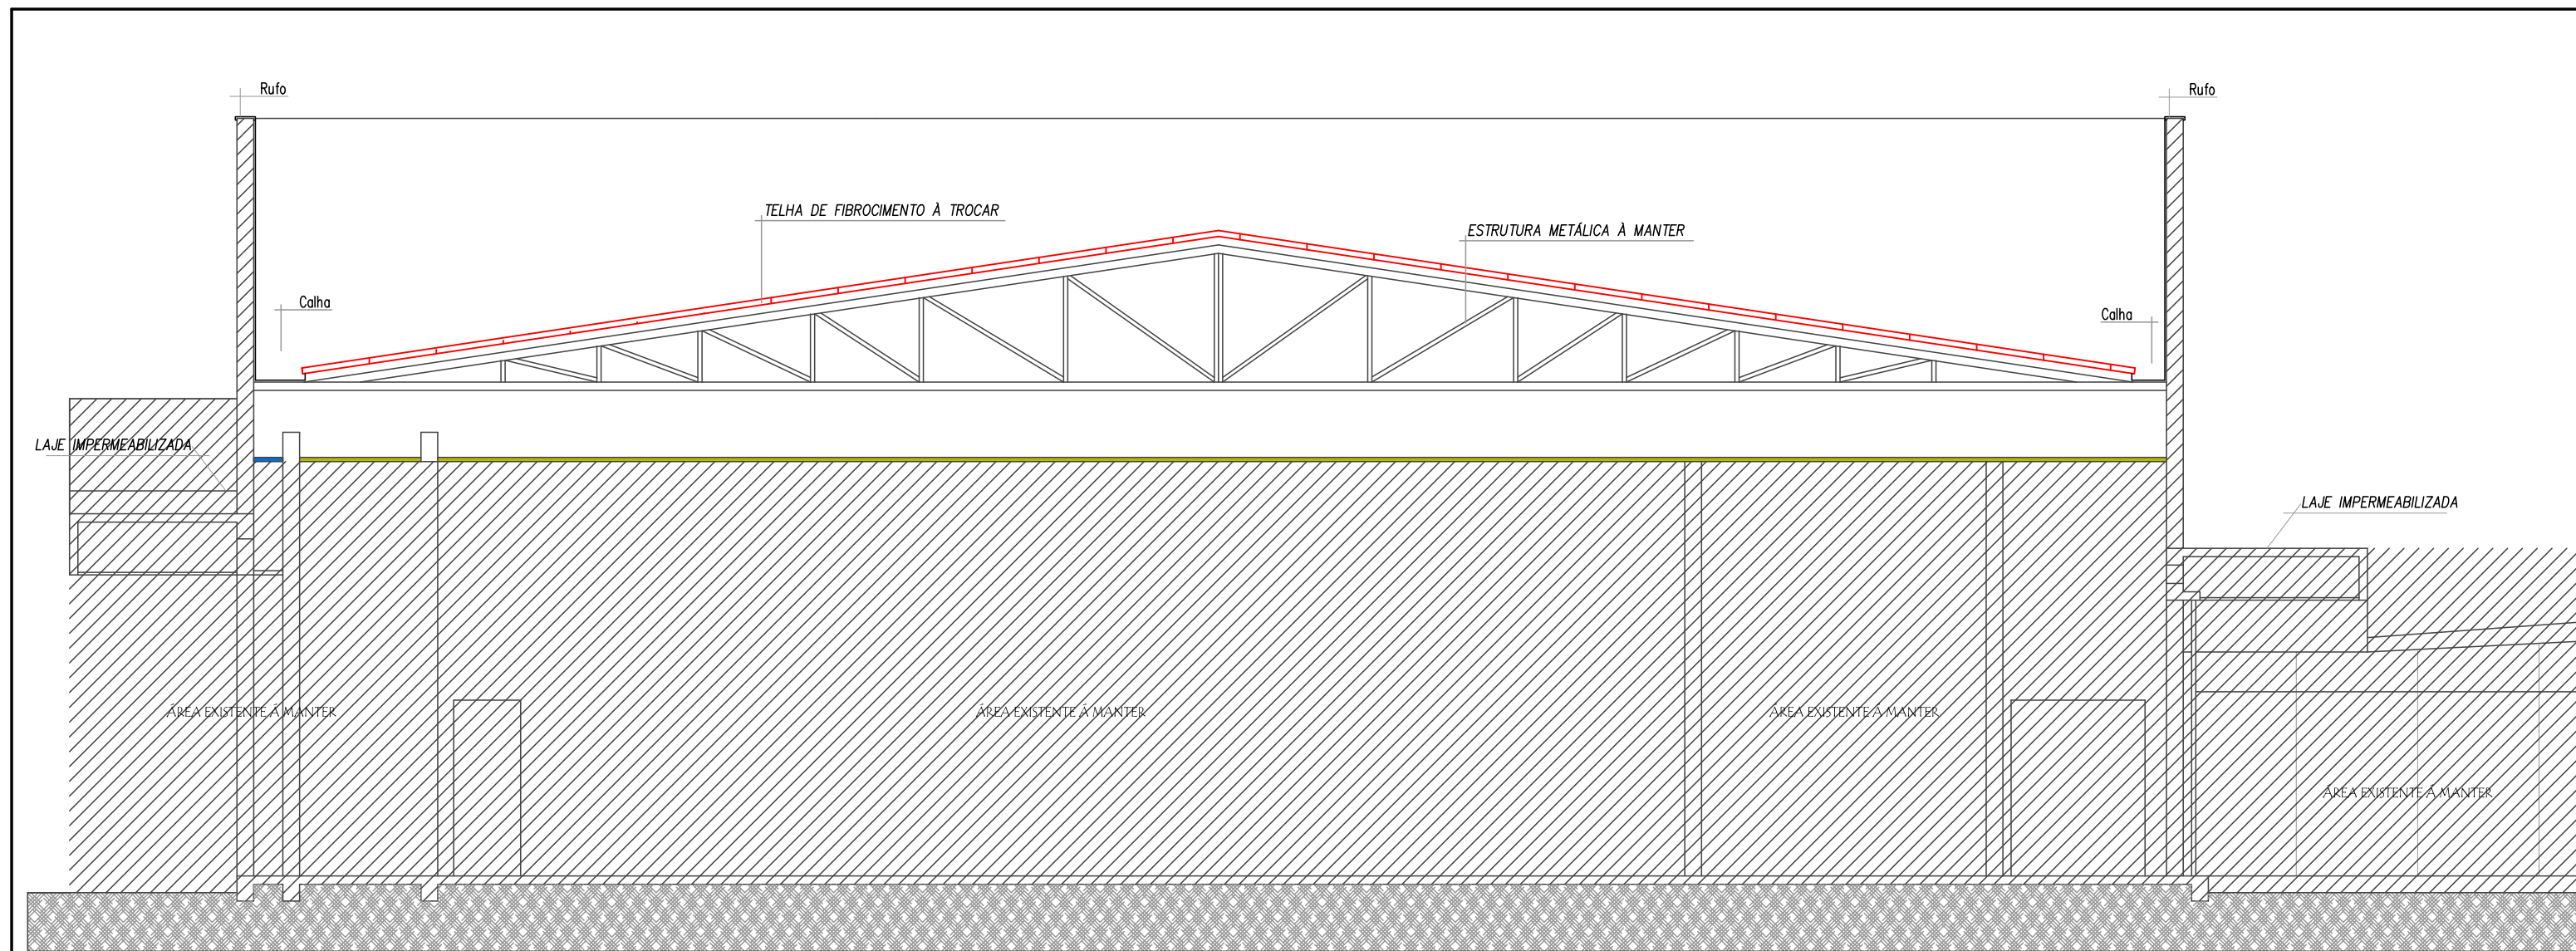 Rufo
Rufo
TELHA DE FIBROCIMENTO À TROCAR
ESTRUTURA METÁLICA À MANTER
Calha
Calha
LAJE IMPERMEABILIZADA
LAJE IMPERMEABILIZADA
ÁREA EXISTENTE Á MANTER
ÁREA EXISTENTE Á MANTER
ÁREA EXISTENTE Á MANTER
ÁREA EXISTENTE Á MANTER